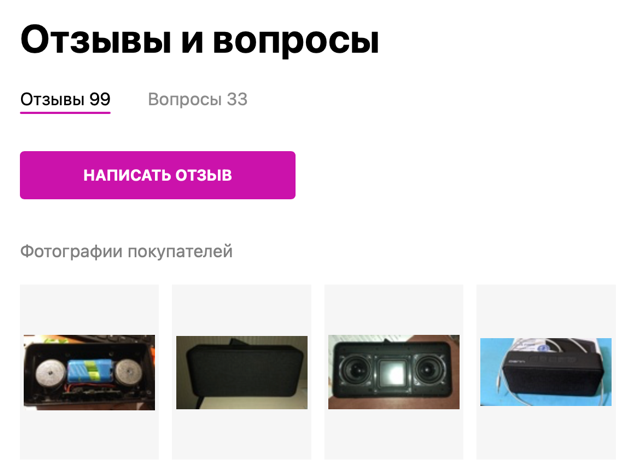 Отзывы и вопросы
Отзывы 99
Вопросы 33
НАПИСАТЬ ОТЗЫВ
Фотографии покупателей